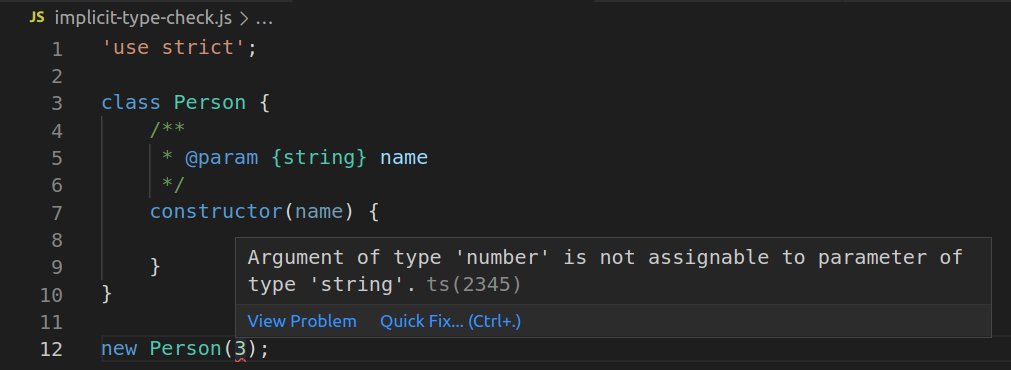 JS implicit-type-check.js > ...
1 'use strict';
2
3 class Person {
4 /**
5 * @param {string} name
6 */
7 constructor(name) {
8
Argument of type 'number' is not assignable to parameter of
9 }
type 'string'. ts(2345)
10 }
View Problem Quick Fix... (Ctrl+.)
11
12 new Person(3);